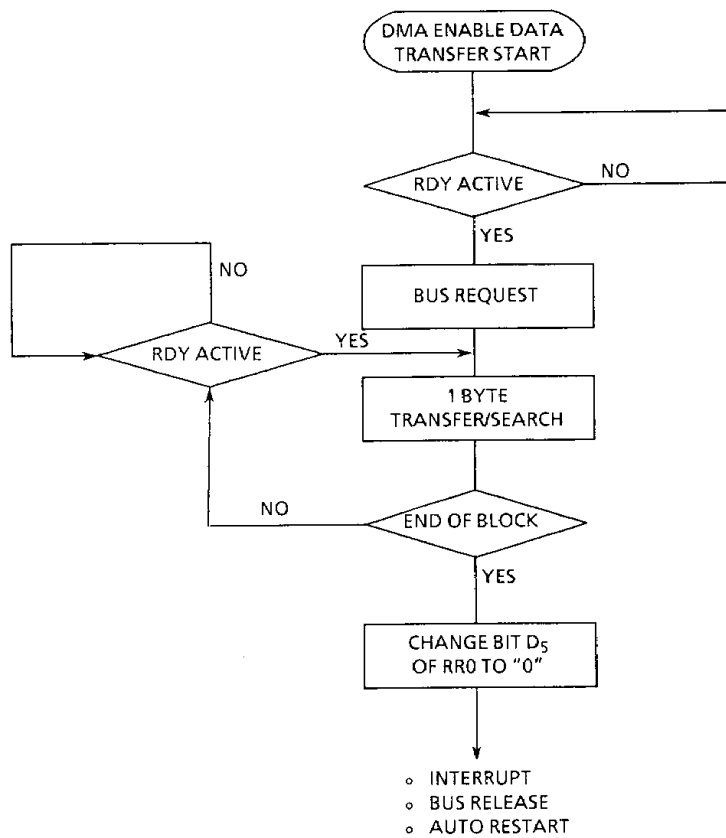 DMA ENABLE DATA
TRANSFER START
RDY ACTIVE
NO
YES
BUS REQUEST
NO
RDY ACTIVE
YES
1 BYTE
TRANSFER/SEARCH
NO
END OF BLOCK
YES
CHANGE BIT D5
OF RR0 TO "0"
o INTERRUPT
o BUS RELEASE
o AUTO RESTART